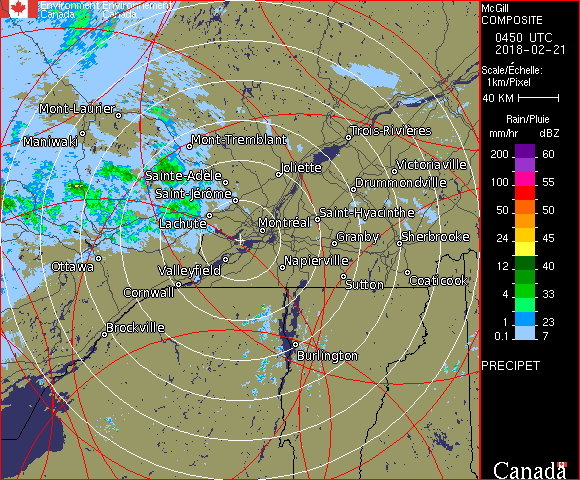 Environment Environnement
Canada Canada
McGill
COMPOSITE
0450 UTC
2018-02-21
Scale/Échelle:
1km/Pixel
40 KM
Rain/Pluie
mm/hr dBZ
200 60
150 57
100 55
50 50
24 45
12 40
4 33
1 23
0.1 7
PRECIPET
Canada
Mont-Laurier
Maniwaki
Mont-Tremblant
Trois-Rivières
Sainte-Adèle
Joliette
Victoriaville
Drummondville
Saint-Jérôme
Lachute
Montréal
Saint-Hyacinthe
Granby
Sherbrooke
Ottawa
Valleyfield
Napierville
Cornwall
Sutton
Coaticook
Brockville
Burlington